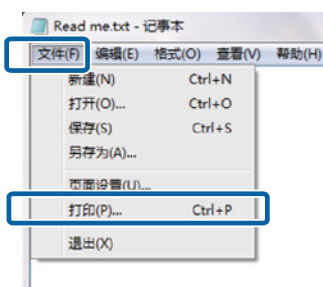 Read me.txt - 记事本
文件(F) 编辑(E) 格式(O) 查看(V) 帮助(H)
新建(N) Ctrl+N
打开(O)... Ctrl+O
保存(S) Ctrl+S
另存为(A)...
页面设置(U)...
打印(P)... Ctrl+P
退出(X)